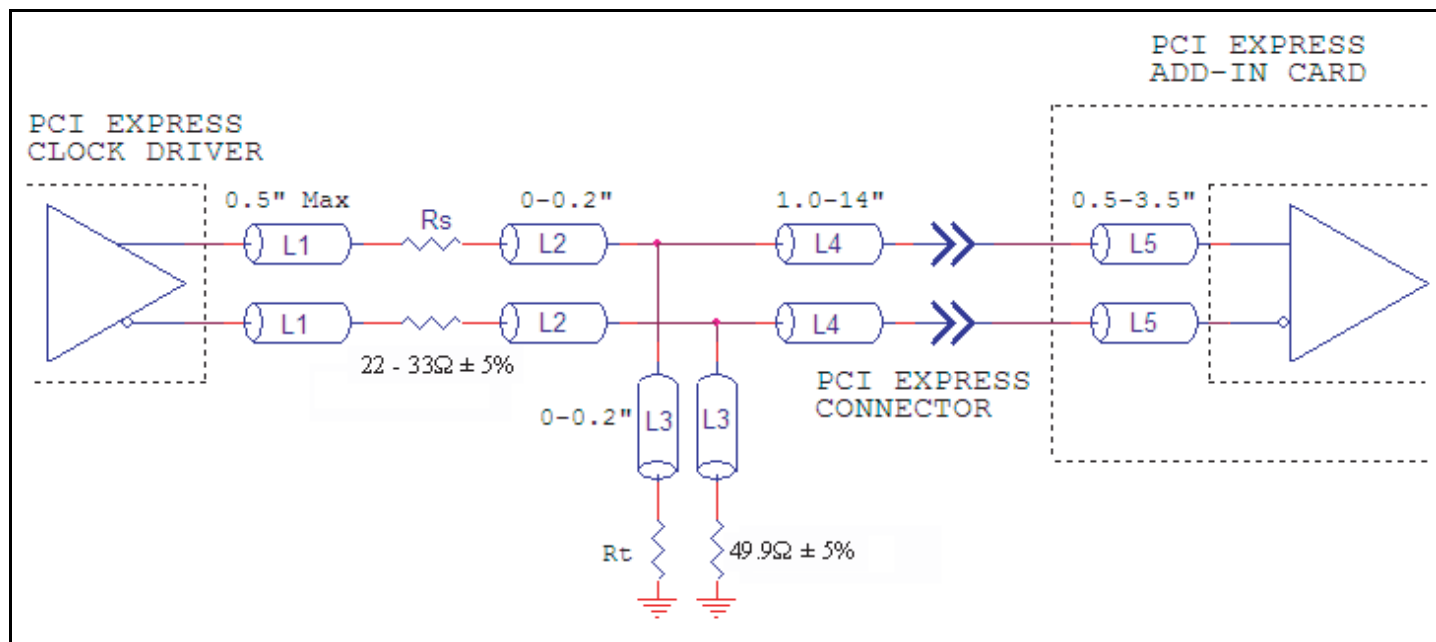 PCI EXPRESS
ADD-IN CARD
PCI EXPRESS
CLOCK DRIVER
0.5" Max
Rs
0-0.2"
1.0-14"
0.5-3.5"
L1
L2
L4
L5
L1
L2
L4
L5
22 - 33Ω ± 5%
PCI EXPRESS
CONNECTOR
0-0.2"
L3
L3
Rt
49.9Ω ± 5%